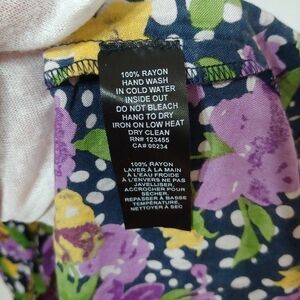 100% RAYON
HAND WASH
IN COLD WATER
INSIDE OUT
DO NOT BLEACH
HANG TO DRY
IRON ON LOW HEAT
DRY CLEAN
RN# 123455
CA# 00234
100% RAYON
LAVER À LA MAIN
À L'EAU FROIDE
À L'ENVERS NE PAS
JAVELLISER,
ACCROCHER POUR
SÉCHER
REPASSER À BASSE
TEMPÉRATURE.
NETTOYER À SEC